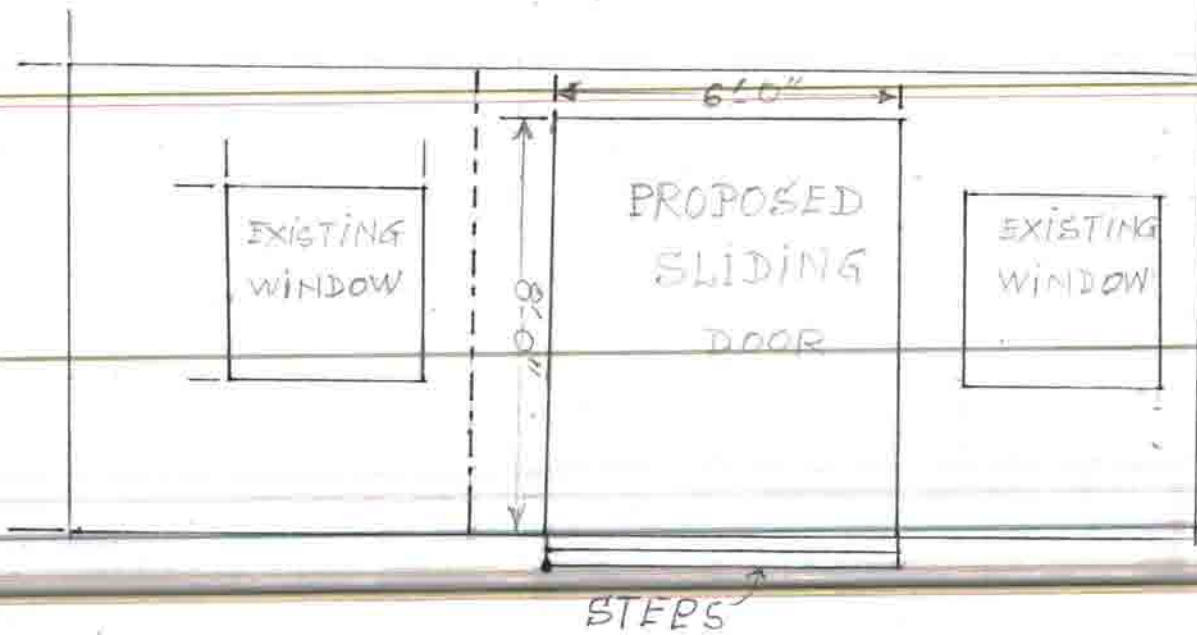 6'-0"
EXiSTiNG
WiNDOW
8'-0"
PROPOSED
SLiDiNG
DOOR
EXiSTiNG
WiNDOW
STEPS